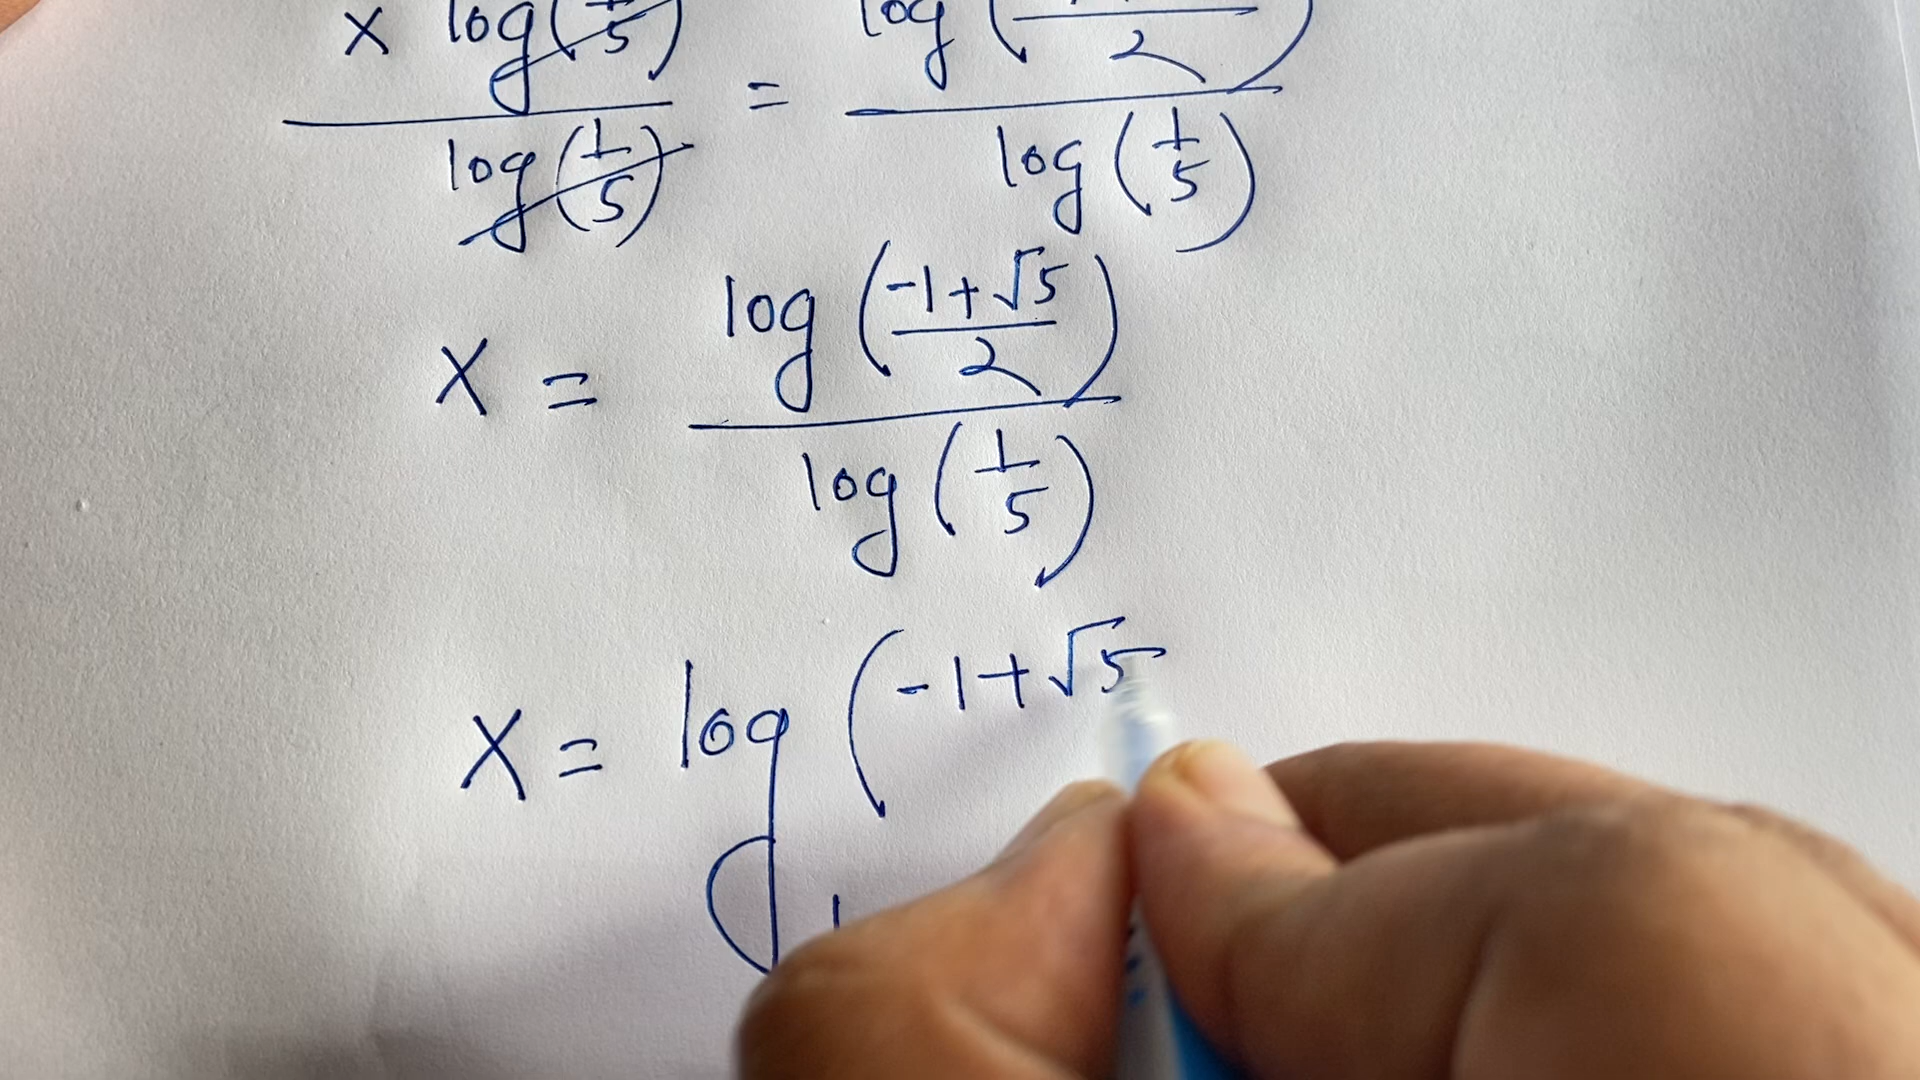 x log(1/5) / log(1/5) = log( /2) / log(1/5)
x = log((-1+√5)/2) / log(1/5)
x = log (-1+√5